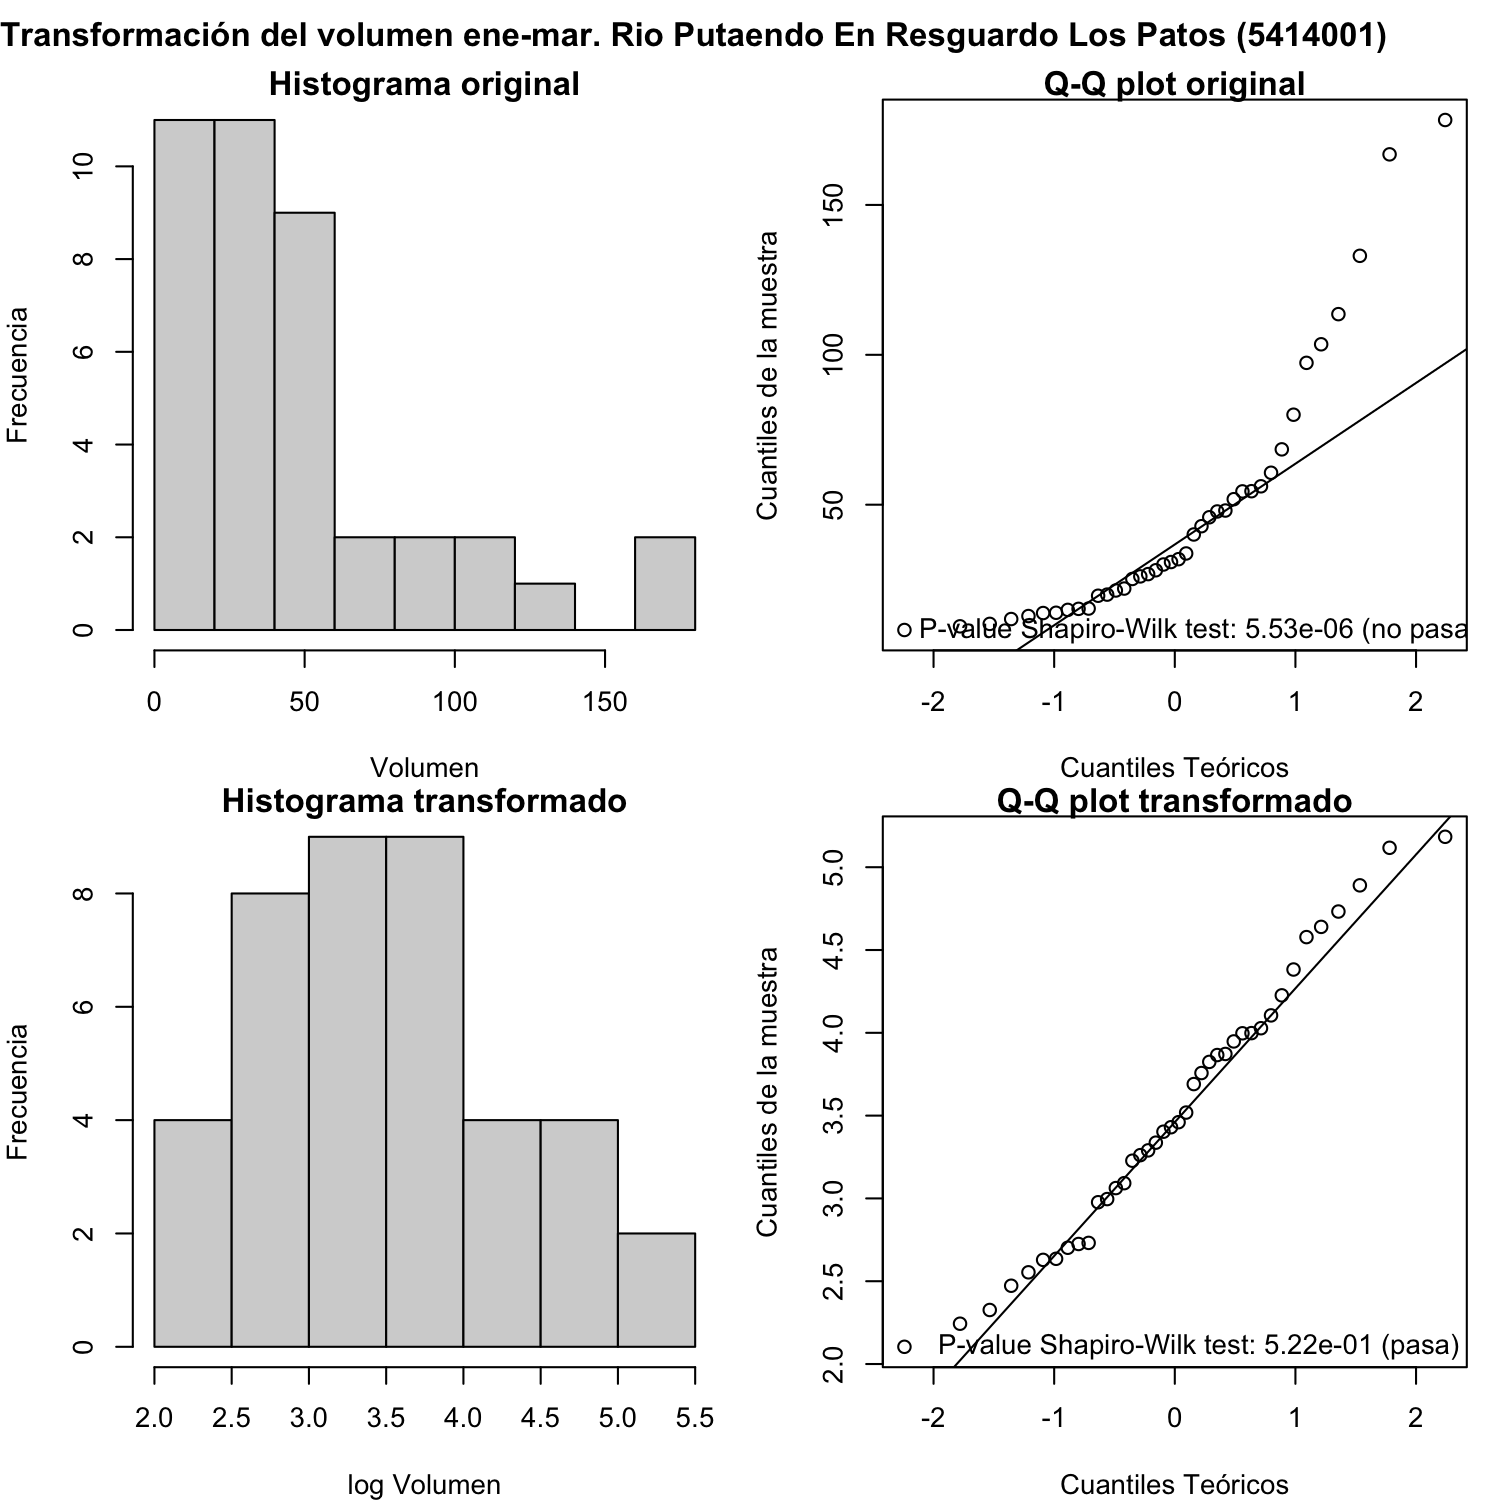 Transformación del volumen ene-mar. Rio Putaendo En Resguardo Los Patos (5414001)
Histograma original
Frecuencia
0 2 4 6 8 10
0 50 100 150
Volumen
Q-Q plot original
Cuantiles de la muestra
50 100 150
P-value Shapiro-Wilk test: 5.53e-06 (no pasa
-2 -1 0 1 2
Cuantiles Teóricos
Histograma transformado
Frecuencia
0 2 4 6 8
2.0 2.5 3.0 3.5 4.0 4.5 5.0 5.5
log Volumen
Q-Q plot transformado
Cuantiles de la muestra
2.0 2.5 3.0 3.5 4.0 4.5 5.0
P-value Shapiro-Wilk test: 5.22e-01 (pasa)
-2 -1 0 1 2
Cuantiles Teóricos